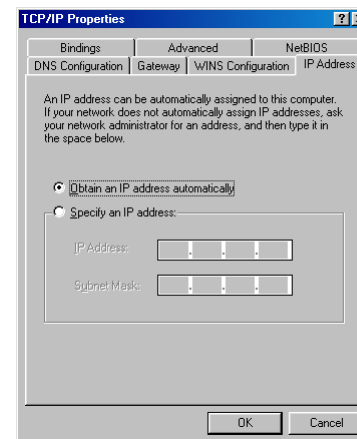 TCP/IP Properties
Bindings Advanced NetBIOS
DNS Configuration Gateway WINS Configuration IP Address
An IP address can be automatically assigned to this computer.
If your network does not automatically assign IP addresses, ask
your network administrator for an address, and then type it in
the space below.
Obtain an IP address automatically
Specify an IP address:
IP Address:
Subnet Mask:
OK Cancel